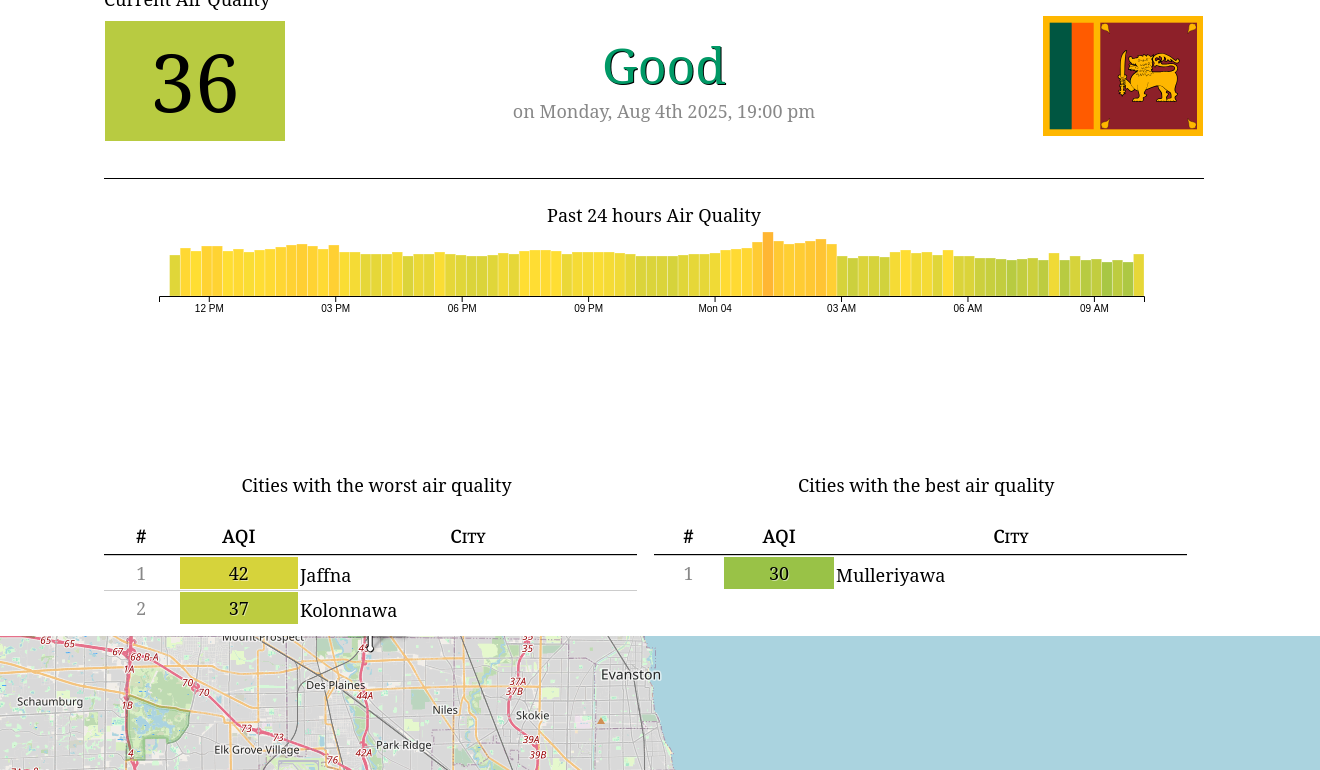 Current Air Quality
36
Good
on Monday, Aug 4th 2025, 19:00 pm
Past 24 hours Air Quality
12 PM 03 PM 06 PM 09 PM Mon 04 03 AM 06 AM 09 AM
Cities with the worst air quality
# AQI City
1 42 Jaffna
2 37 Kolonnawa
Cities with the best air quality
# AQI City
1 30 Mulleriyawa
Mount Prospect
65 65
35
67 68 B-A
35
1A
Evanston
70 70
Des Plaines
37A
44A
37B
Schaumburg
1B
Niles
Skokie
73
73
39A
4
Elk Grove Village
42A
Park Ridge
39B
76